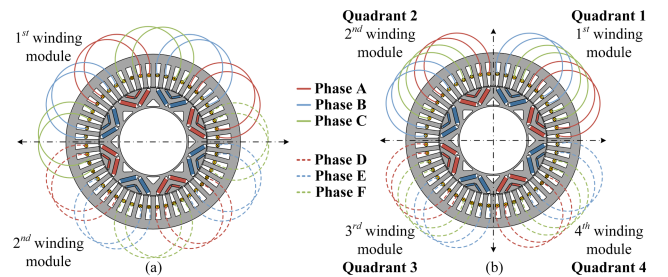 1st winding
module
2nd winding
module
(a)
Phase A
Phase B
Phase C
Phase D
Phase E
Phase F
Quadrant 2
2nd winding
module
Quadrant 1
1st winding
module
3rd winding
module
Quadrant 3
(b)
4th winding
module
Quadrant 4